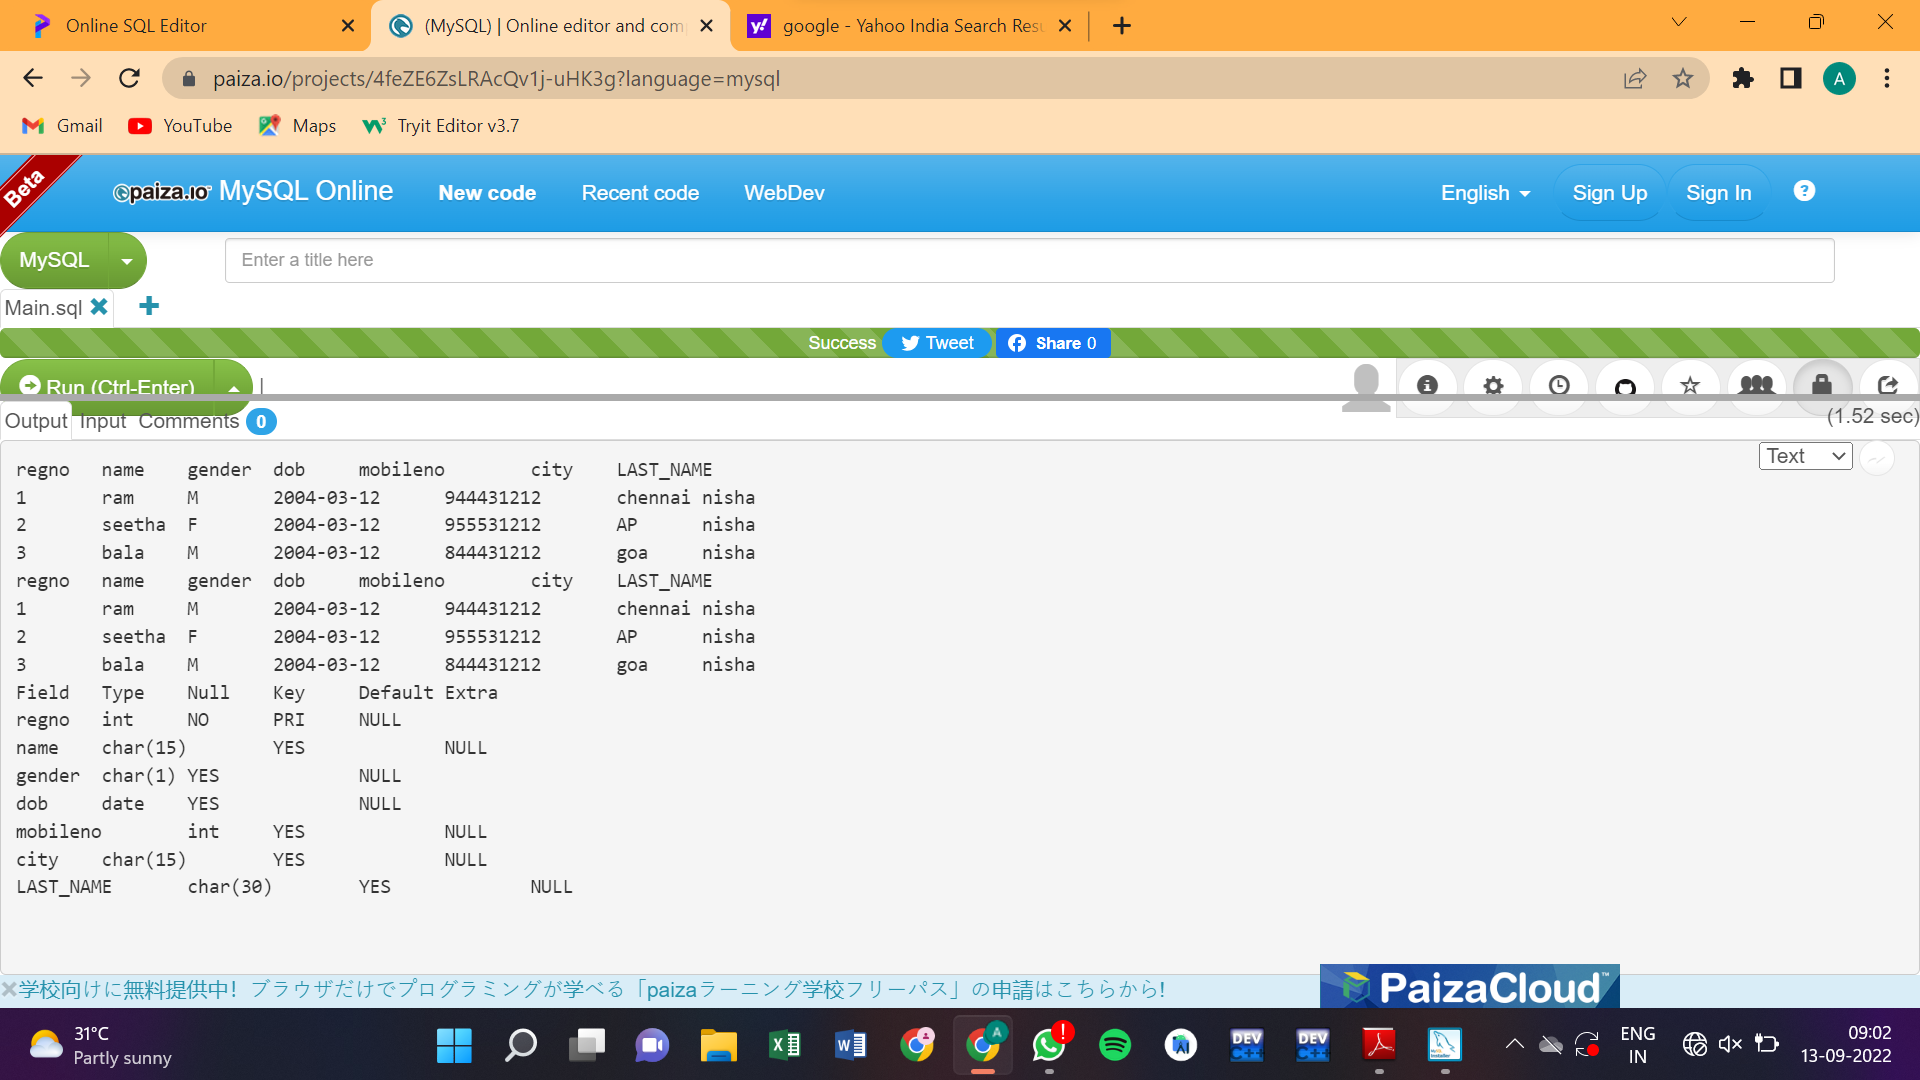 Online SQL Editor
(MySQL) | Online editor and com
google - Yahoo India Search Resu
paiza.io/projects/4feZE6ZsLRAcQv1j-uHK3g?language=mysql
A
Gmail
YouTube
Maps
Tryit Editor v3.7
Beta
paiza.IO MySQL Online
New code
Recent code
WebDev
English
Sign Up
Sign In
?
MySQL
Enter a title here
Main.sql
Success
Tweet
Share 0
Run (Ctrl-Enter)
Output Input Comments 0
(1.52 sec)
Text
regno name gender dob mobileno city LAST_NAME
1 ram M 2004-03-12 944431212 chennai nisha
2 seetha F 2004-03-12 955531212 AP nisha
3 bala M 2004-03-12 844431212 goa nisha
regno name gender dob mobileno city LAST_NAME
1 ram M 2004-03-12 944431212 chennai nisha
2 seetha F 2004-03-12 955531212 AP nisha
3 bala M 2004-03-12 844431212 goa nisha
Field Type Null Key Default Extra
regno int NO PRI NULL
name char(15) YES NULL
gender char(1) YES NULL
dob date YES NULL
mobileno int YES NULL
city char(15) YES NULL
LAST_NAME char(30) YES NULL
学校向けに無料提供中！ブラウザだけでプログラミングが学べる「paizaラーニング学校フリーパス」の申請はこちらから!
PaizaCloud™
31°C
Partly sunny
A
!
DEV
C++
DEV
C++
ENG
IN
09:02
13-09-2022